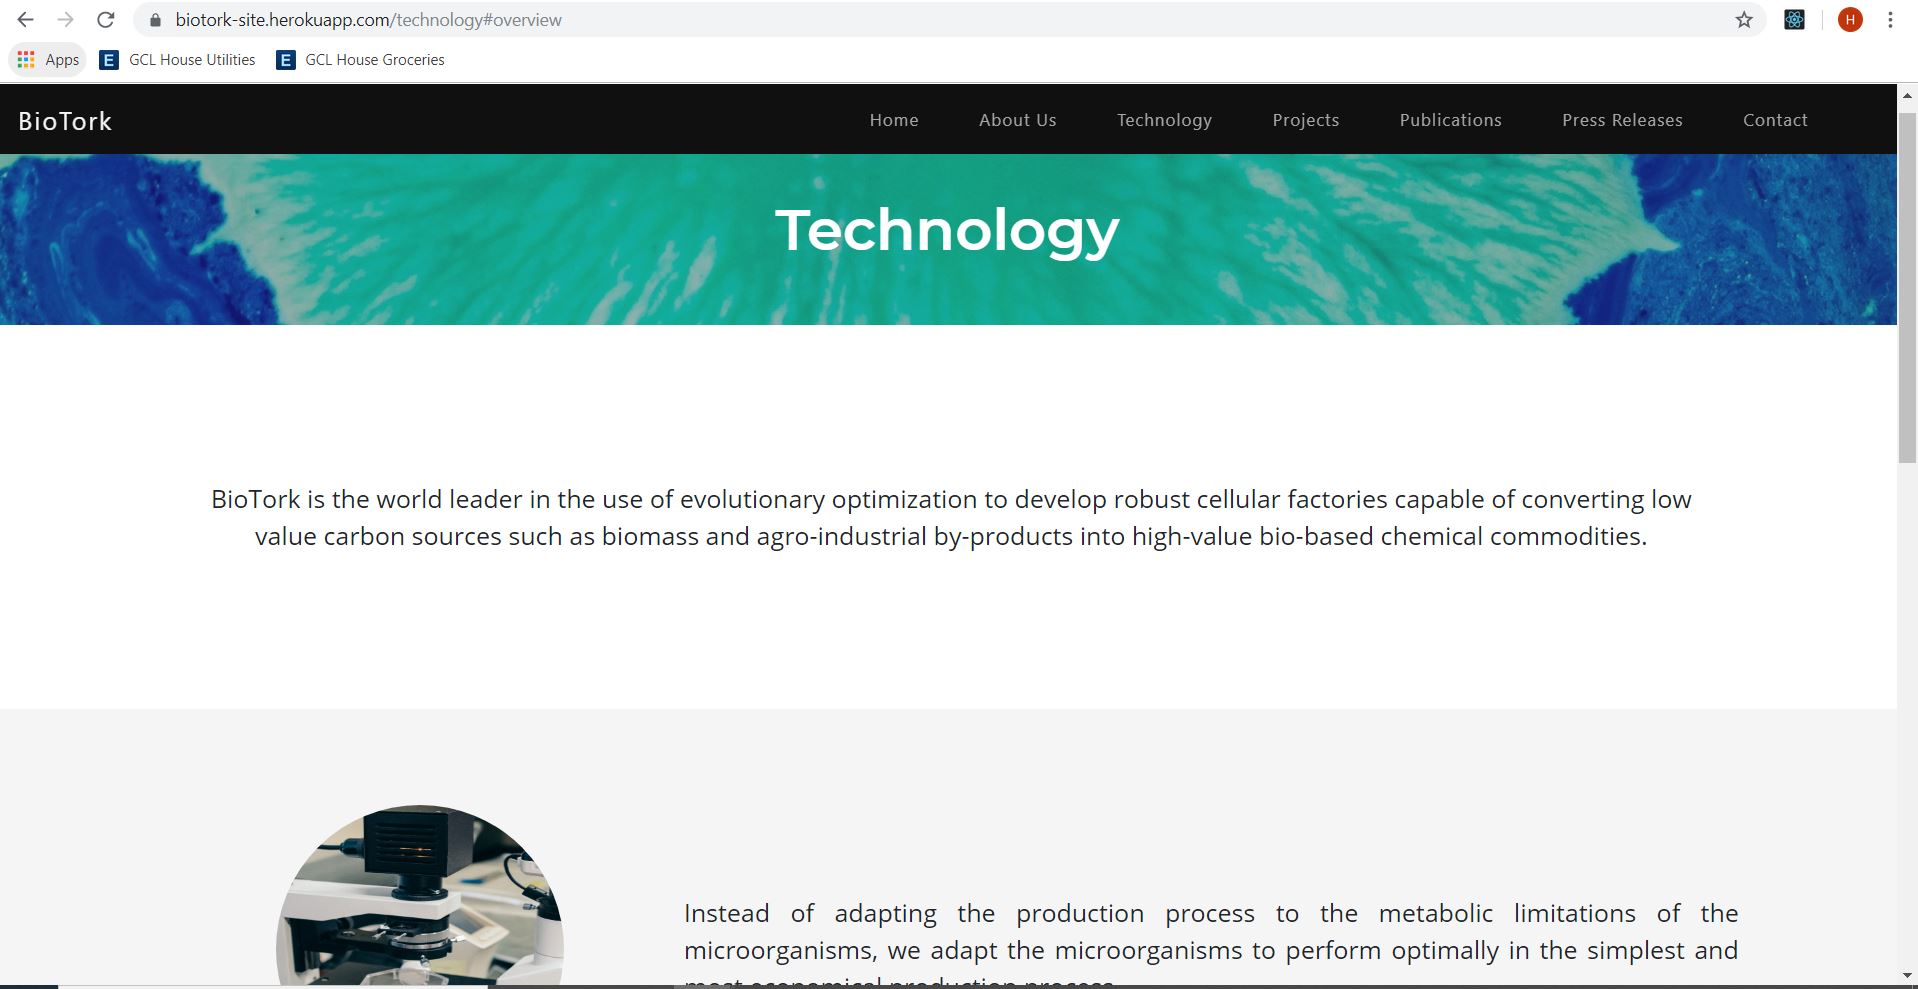 biotork-site.herokuapp.com/technology#overview
H
Apps
E GCL House Utilities
E GCL House Groceries
BioTork
Home
About Us
Technology
Projects
Publications
Press Releases
Contact
Technology
BioTork is the world leader in the use of evolutionary optimization to develop robust cellular factories capable of converting low
value carbon sources such as biomass and agro-industrial by-products into high-value bio-based chemical commodities.
Instead of adapting the production process to the metabolic limitations of the
microorganisms, we adapt the microorganisms to perform optimally in the simplest and
most economical production process